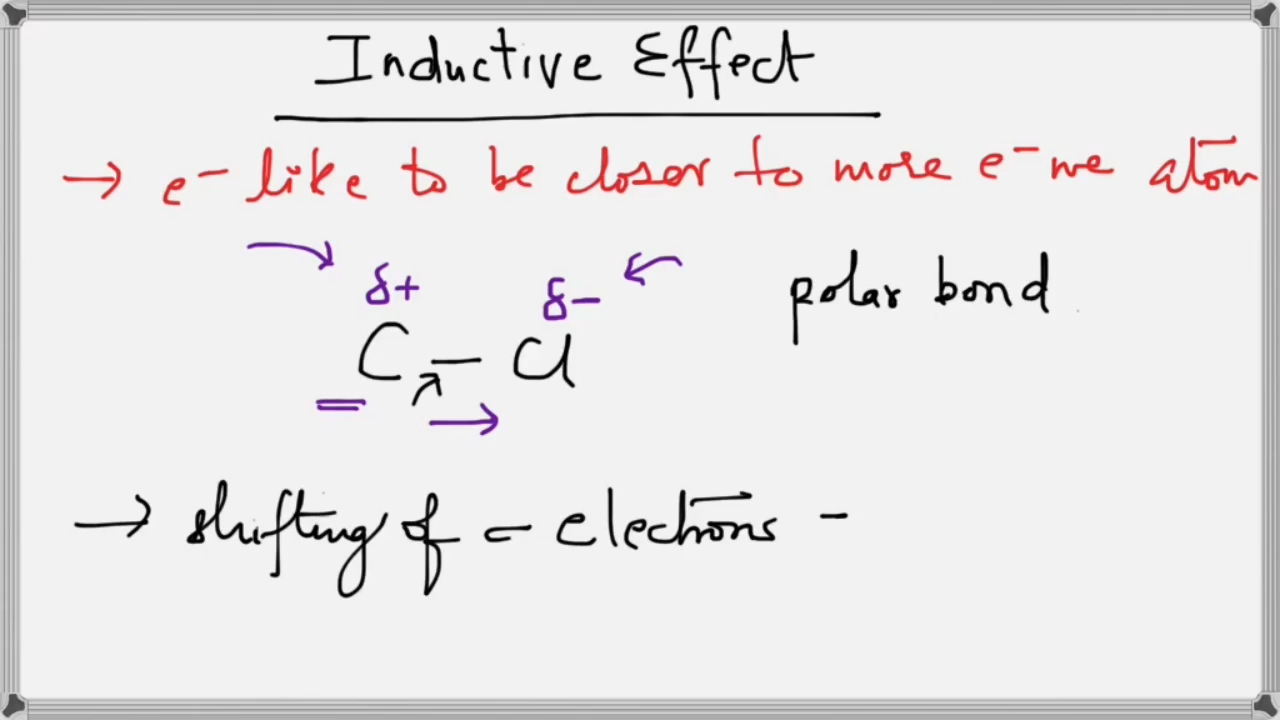 Inductive Effect
→ e⁻ like to be closer to more e⁻ve atom
δ+ δ- polar bond
C - Cl
→ shifting of - electrons -